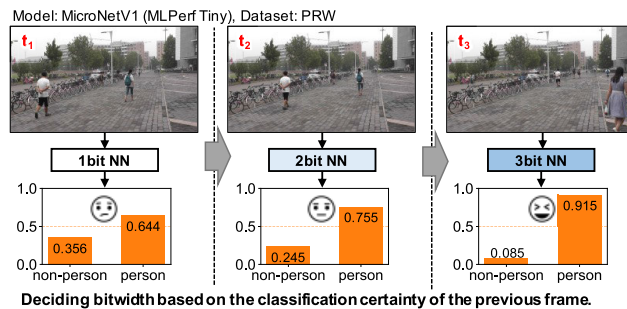 Model: MicroNetV1 (MLPerf Tiny), Dataset: PRW
t1
t2
t3
1bit NN
2bit NN
3bit NN
1.0
0.5
0.0
0.356
0.644
non-person
person
1.0
0.5
0.0
0.245
0.755
non-person
person
1.0
0.5
0.0
0.085
0.915
non-person
person
Deciding bitwidth based on the classification certainty of the previous frame.